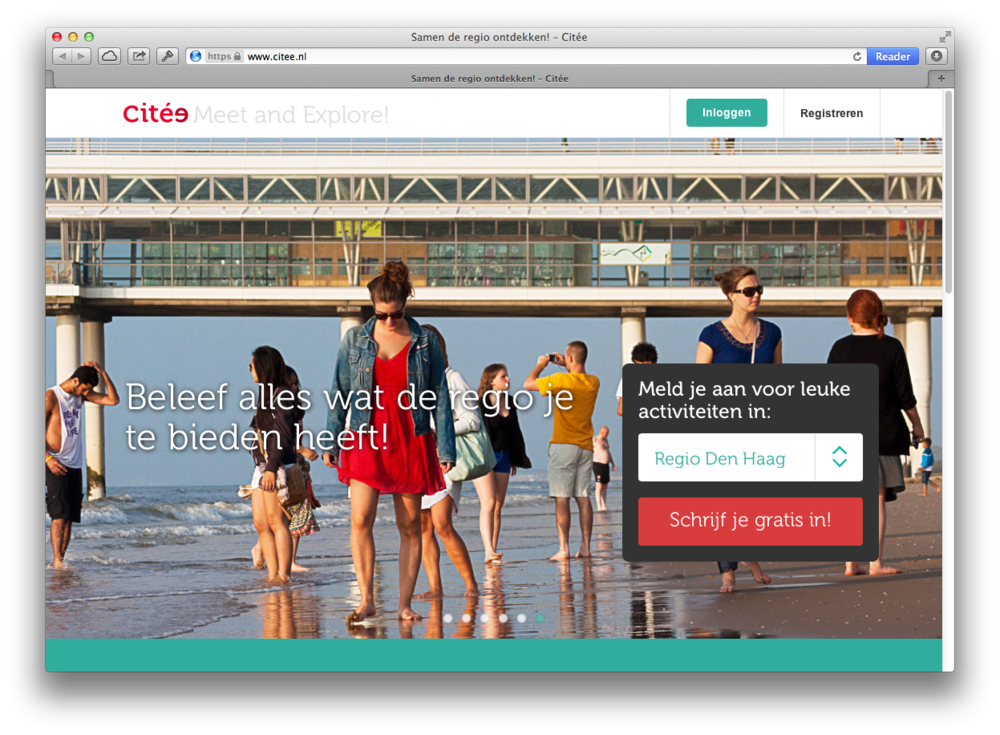 Samen de regio ontdekken! – Citée
https www.citee.nl
Reader
Samen de regio ontdekken! – Citée
Citée Meet and Explore!
Inloggen
Registreren
Beleef alles wat de regio je
te bieden heeft!
Meld je aan voor leuke
activiteiten in:
Regio Den Haag
Schrijf je gratis in!